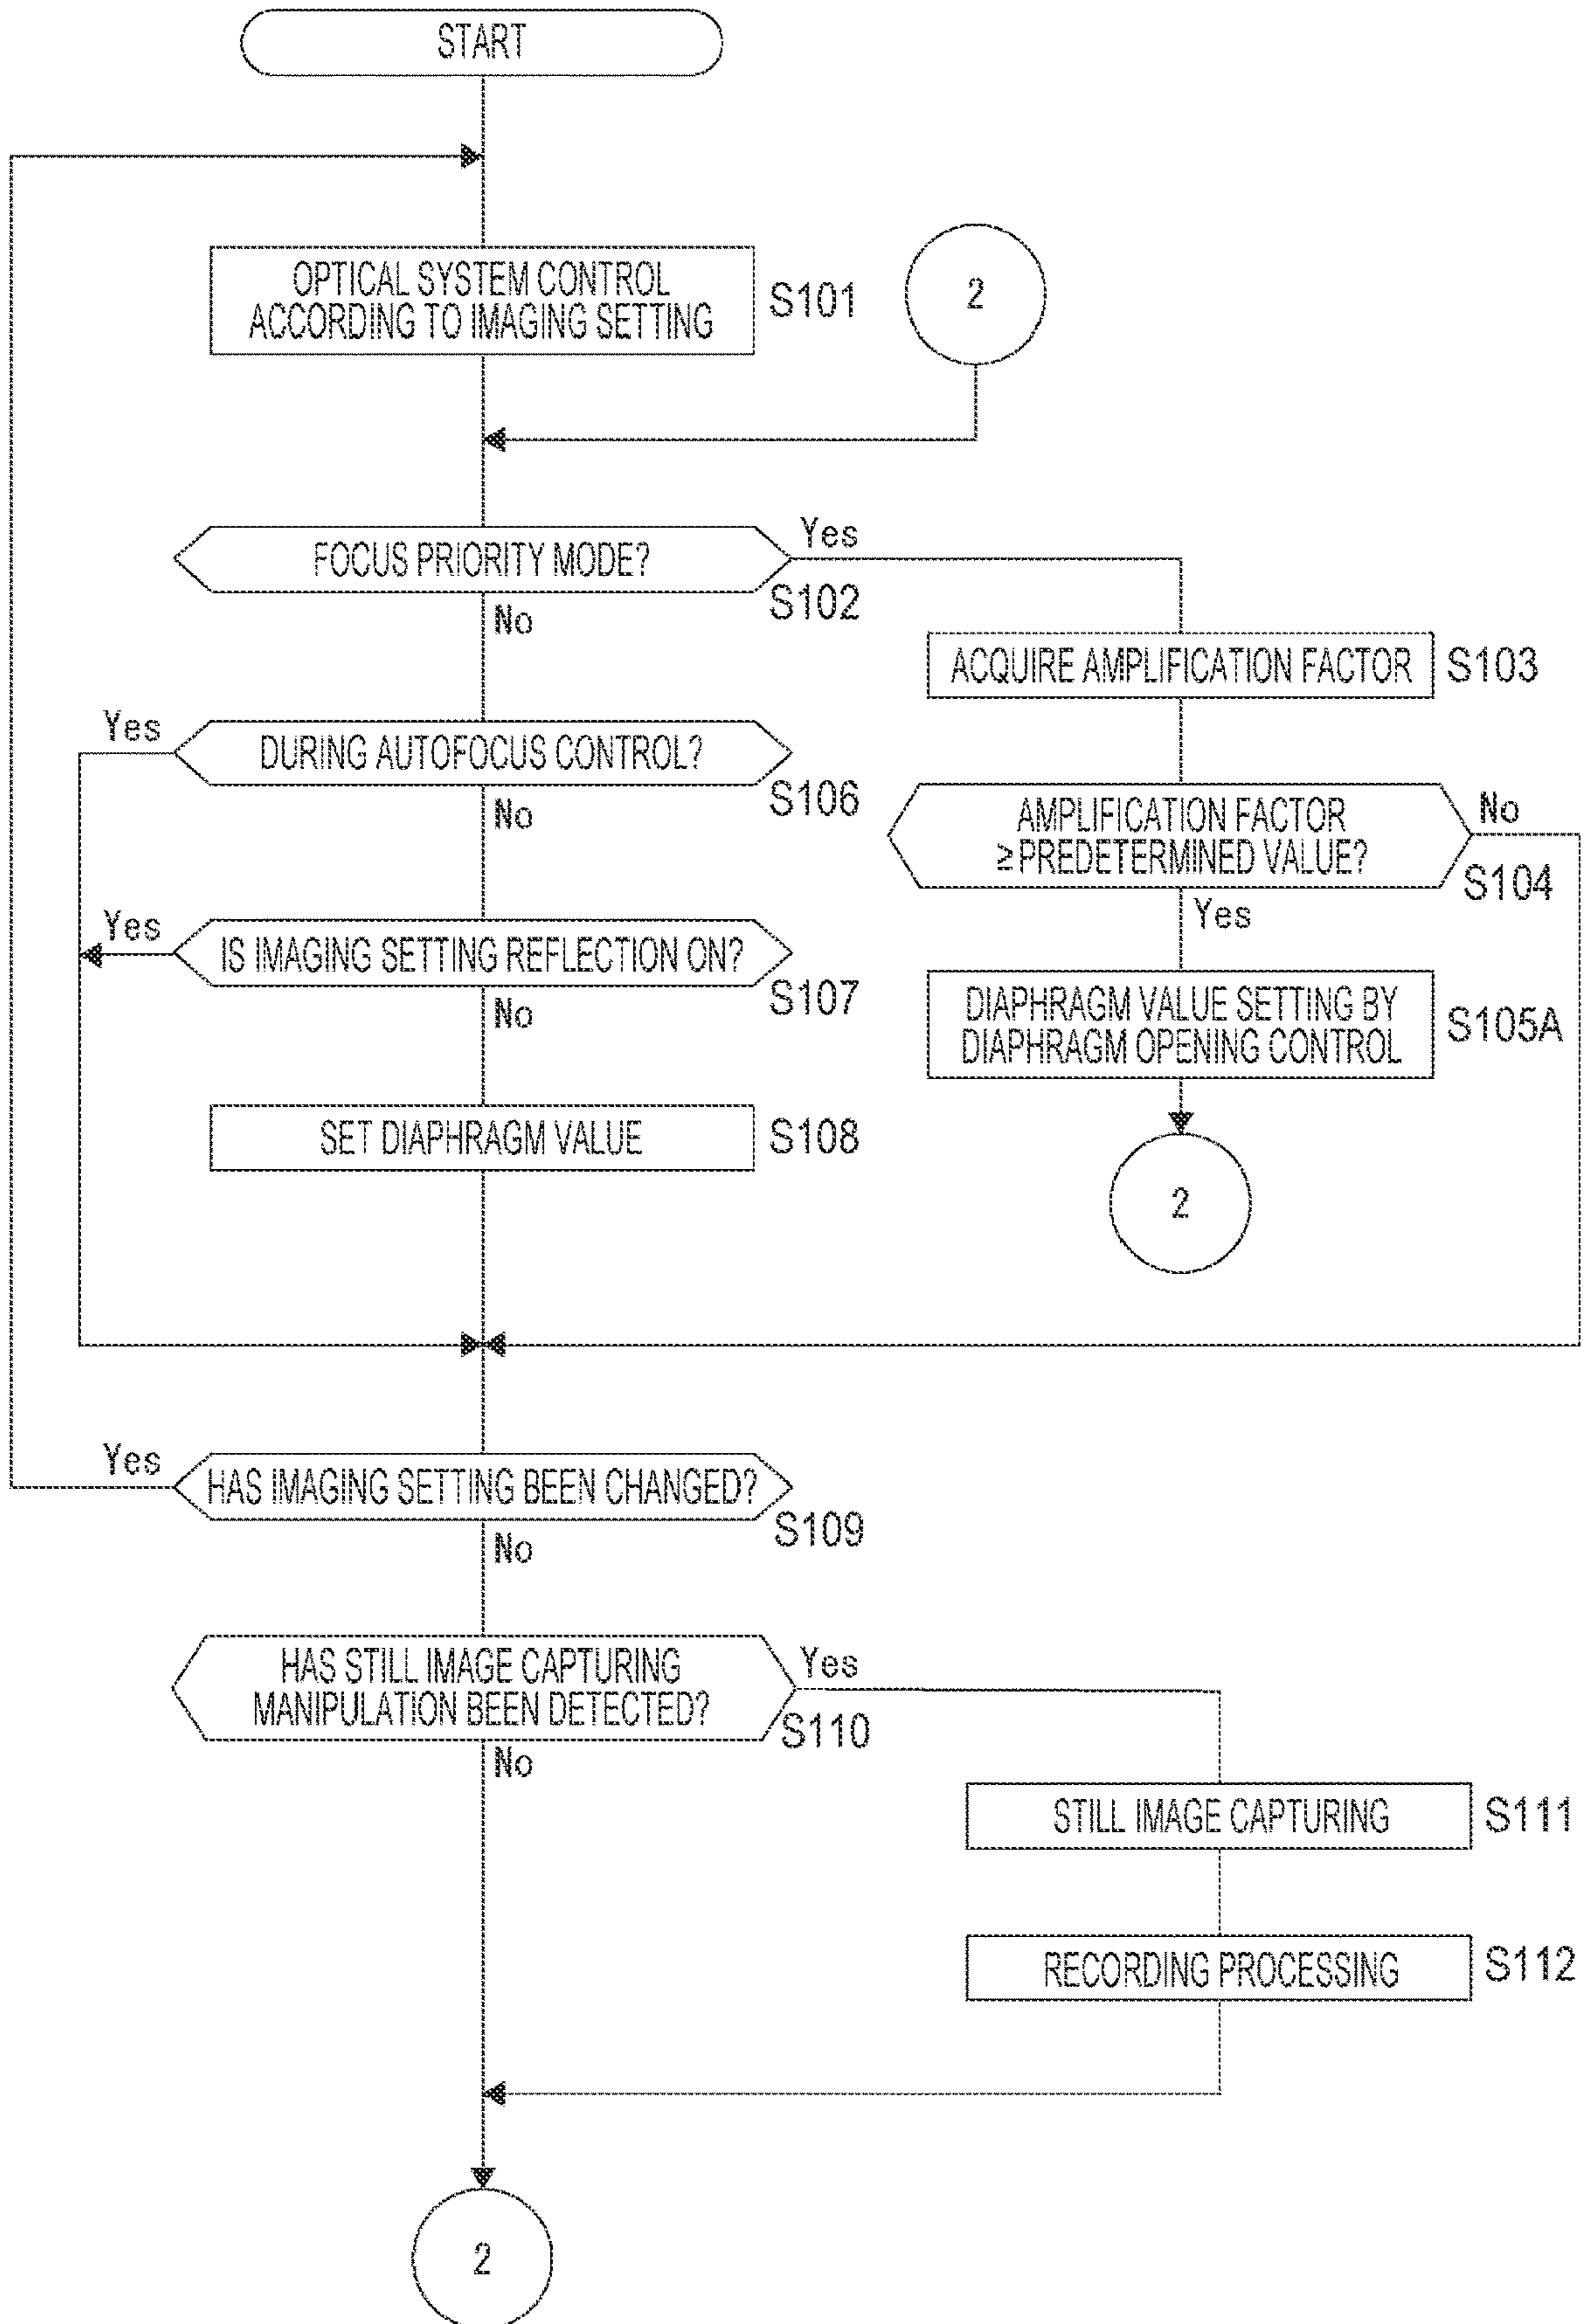 START
OPTICAL SYSTEM CONTROL
ACCORDING TO IMAGING SETTING
S101
2
FOCUS PRIORITY MODE?
Yes
S102
No
ACQUIRE AMPLIFICATION FACTOR
S103
Yes
DURING AUTOFOCUS CONTROL?
S106
No
AMPLIFICATION FACTOR
≥PREDETERMINED VALUE?
No
S104
Yes
Yes
IS IMAGING SETTING REFLECTION ON?
S107
No
DIAPHRAGM VALUE SETTING BY
DIAPHRAGM OPENING CONTROL
S105A
SET DIAPHRAGM VALUE
S108
2
Yes
HAS IMAGING SETTING BEEN CHANGED?
S109
No
HAS STILL IMAGE CAPTURING
MANIPULATION BEEN DETECTED?
Yes
S110
No
STILL IMAGE CAPTURING
S111
RECORDING PROCESSING
S112
2